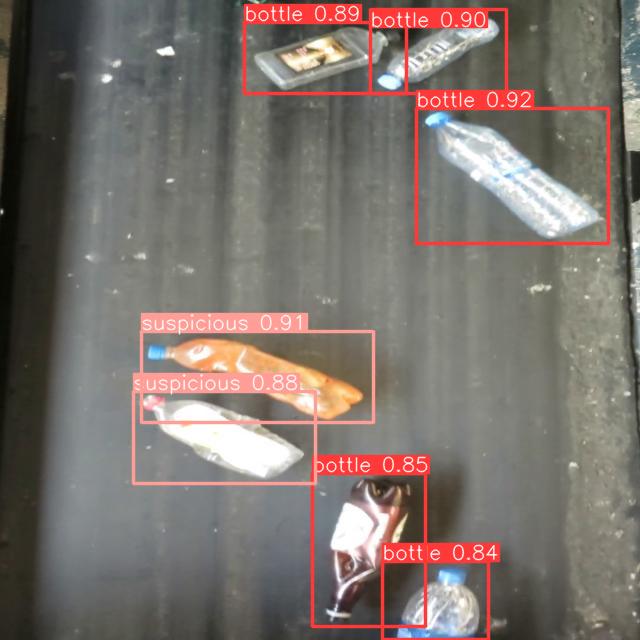 bottle 0.89
bottle 0.90
bottle 0.92
suspicious 0.91
suspicious 0.88
bottle 0.85
bottle 0.84